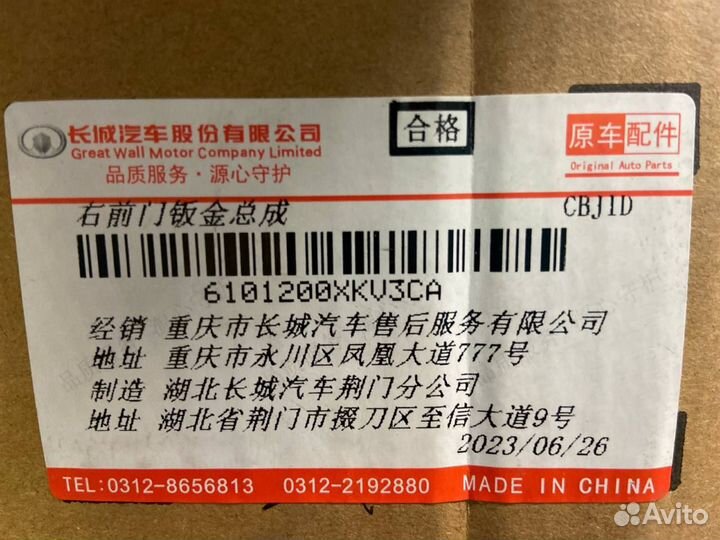 长城汽车股份有限公司
Great Wall Motor Company Limited
品质服务·源心守护
合格
原车配件
Original Auto Parts
右前门钣金总成
CBJ1D
6101200XKV3CA
经销 重庆市长城汽车售后服务有限公司
地址 重庆市永川区凤凰大道777号
制造 湖北长城汽车荆门分公司
地址 湖北省荆门市掇刀区至信大道9号
2023/06/26
TEL:0312-8656813 0312-2192880 MADE IN CHINA
Avito